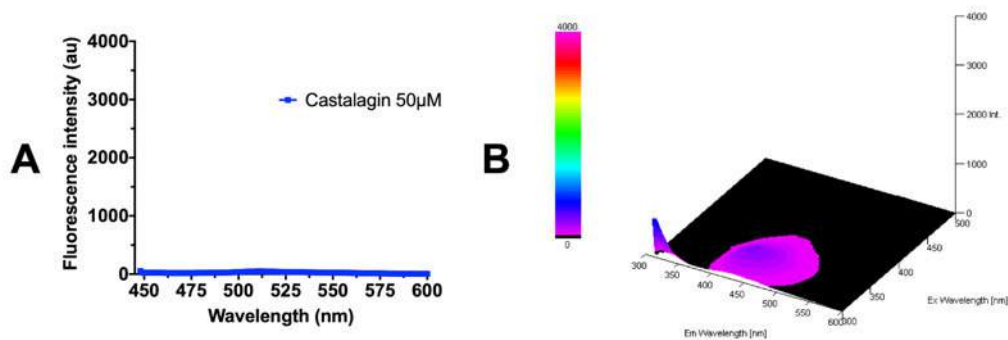 A
Fluorescence intensity (au)
4000
3000
2000
1000
0
450 475 500 525 550 575 600
Wavelength (nm)
Castalagin 50µM
B
4000
0
4000
3000
2000 Int.
1000
0
500
450
400
350
300
300
350
400
450
500
550
600
Em Wavelength [nm]
Ex Wavelength [nm]